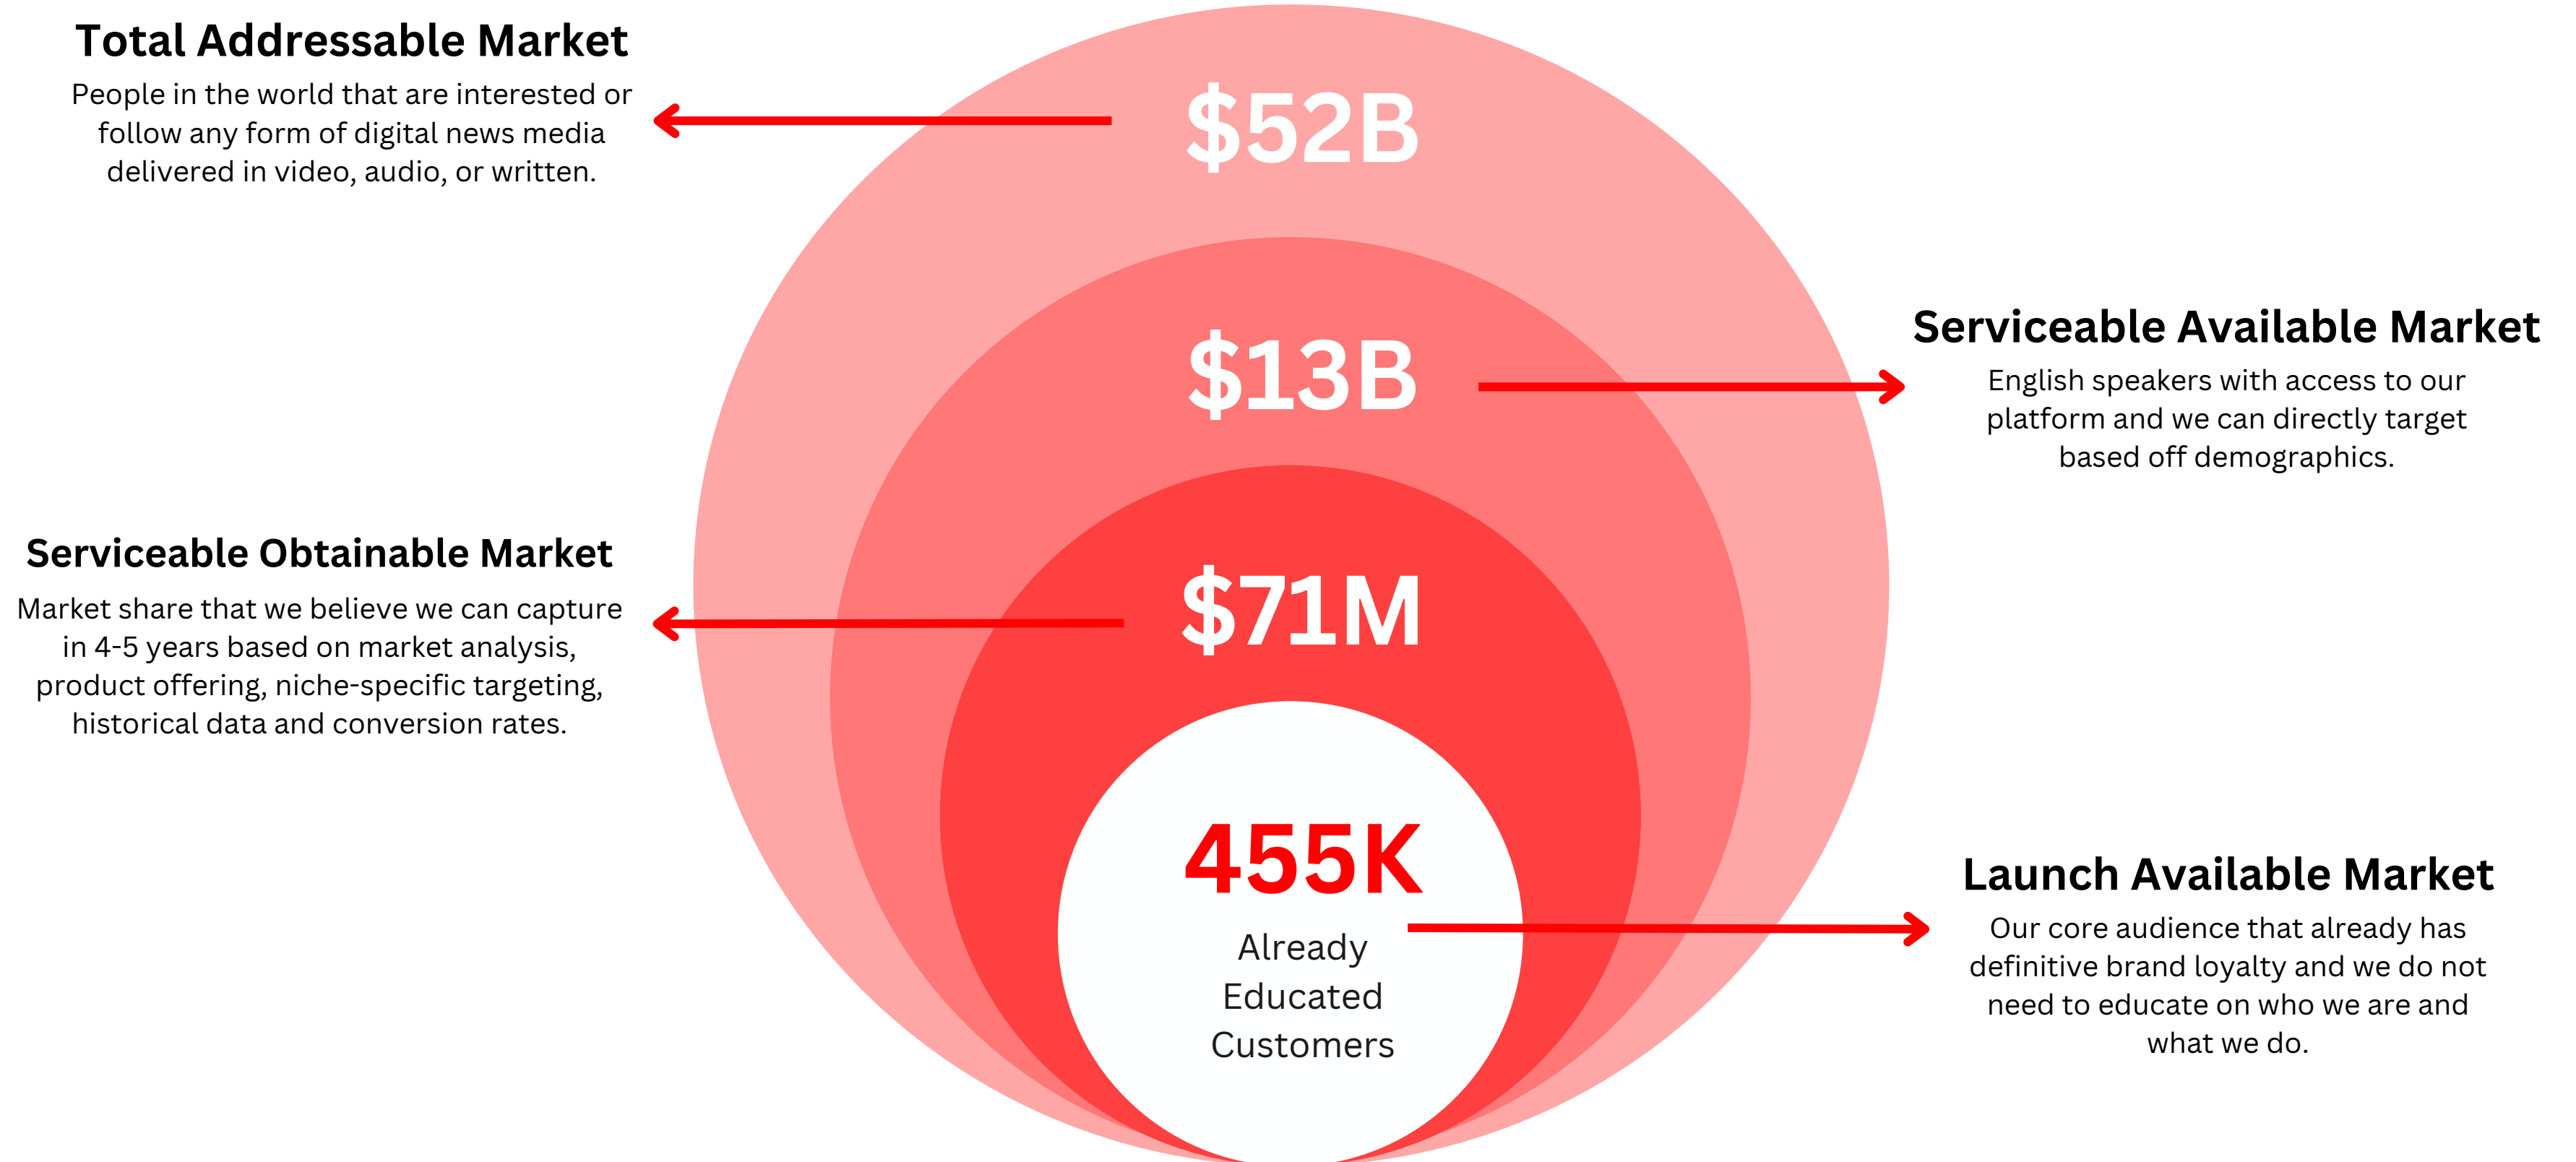 Total Addressable Market
People in the world that are interested or
follow any form of digital news media
delivered in video, audio, or written.
$52B
$13B
Serviceable Available Market
English speakers with access to our
platform and we can directly target
based off demographics.
Serviceable Obtainable Market
Market share that we believe we can capture
in 4-5 years based on market analysis,
product offering, niche-specific targeting,
historical data and conversion rates.
$71M
455K
Already
Educated
Customers
Launch Available Market
Our core audience that already has
definitive brand loyalty and we do not
need to educate on who we are and
what we do.